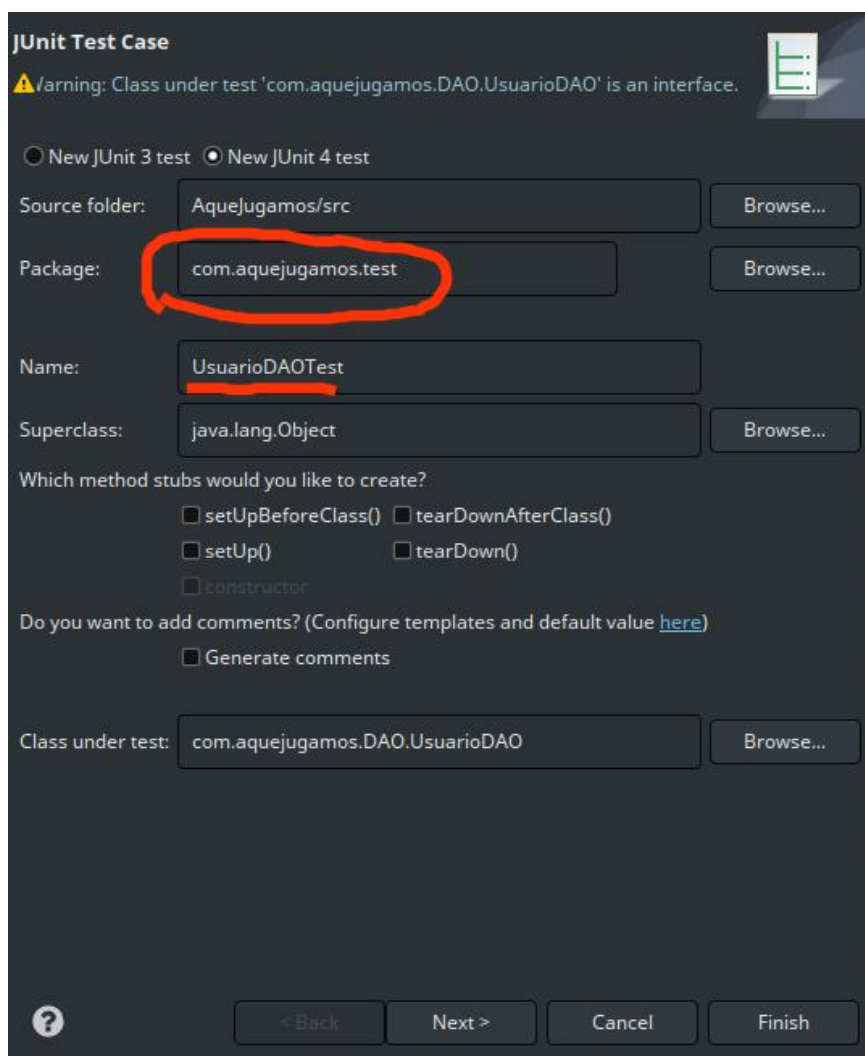 JUnit Test Case
Warning: Class under test 'com.aquejugamos.DAO.UsuarioDAO' is an interface.
New JUnit 3 test New JUnit 4 test
Source folder: AqueJugamos/src Browse...
Package: com.aquejugamos.test Browse...
Name: UsuarioDAOTest
Superclass: java.lang.Object Browse...
Which method stubs would you like to create?
setUpBeforeClass() tearDownAfterClass()
setUp() tearDown()
constructor
Do you want to add comments? (Configure templates and default value here)
Generate comments
Class under test: com.aquejugamos.DAO.UsuarioDAO Browse...
? < Back Next > Cancel Finish